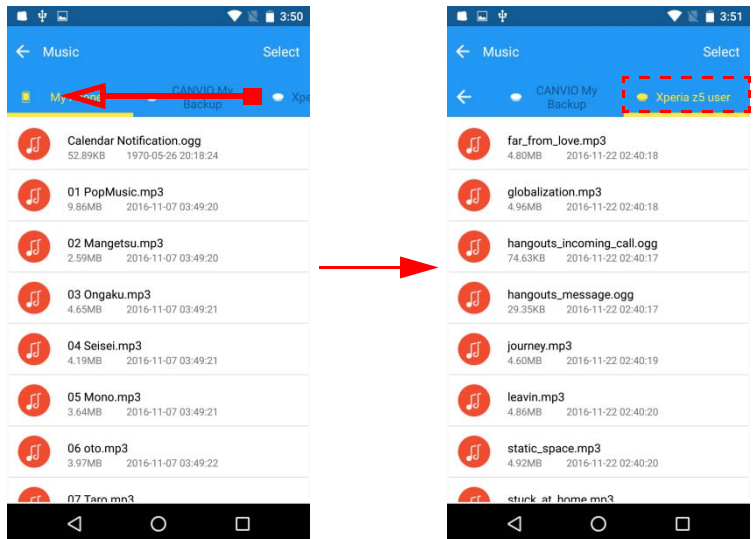 3:50
Music
Select
My Phone
CANVIO My
Backup
Xpe
Calendar Notification.ogg
52.89KB 1970-05-26 20:18:24
01 PopMusic.mp3
9.86MB 2016-11-07 03:49:20
02 Mangetsu.mp3
2.59MB 2016-11-07 03:49:20
03 Ongaku.mp3
4.65MB 2016-11-07 03:49:21
04 Seisei.mp3
4.19MB 2016-11-07 03:49:21
05 Mono.mp3
3.64MB 2016-11-07 03:49:21
06 oto.mp3
3.97MB 2016-11-07 03:49:22
07 Taro.mp3
3:51
Music
Select
CANVIO My
Backup
Xperia z5 user
far_from_love.mp3
4.80MB 2016-11-22 02:40:18
globalization.mp3
4.96MB 2016-11-22 02:40:18
hangouts_incoming_call.ogg
74.63KB 2016-11-22 02:40:17
hangouts_message.ogg
29.35KB 2016-11-22 02:40:17
journey.mp3
4.60MB 2016-11-22 02:40:19
leavin.mp3
4.86MB 2016-11-22 02:40:20
static_space.mp3
4.92MB 2016-11-22 02:40:20
stuck_at_home.mp3